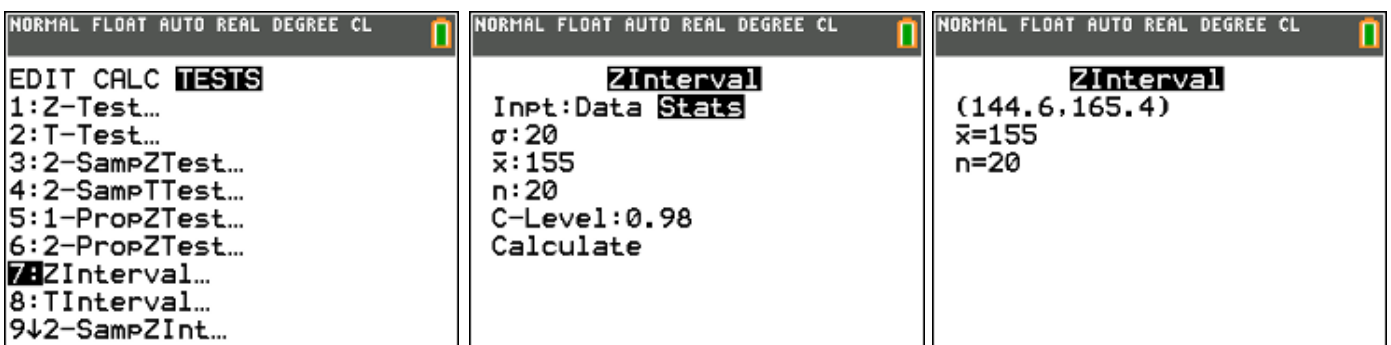 NORMAL FLOAT AUTO REAL DEGREE CL
EDIT CALC TESTS
1:Z-Test…
2:T-Test…
3:2-SampZTest…
4:2-SampTTest…
5:1-PropZTest…
6:2-PropZTest…
7:ZInterval…
8:TInterval…
9↓2-SampZInt…
NORMAL FLOAT AUTO REAL DEGREE CL
ZInterval
Inpt:Data Stats
σ:20
x̄:155
n:20
C-Level:0.98
Calculate
NORMAL FLOAT AUTO REAL DEGREE CL
ZInterval
(144.6,165.4)
x̄=155
n=20